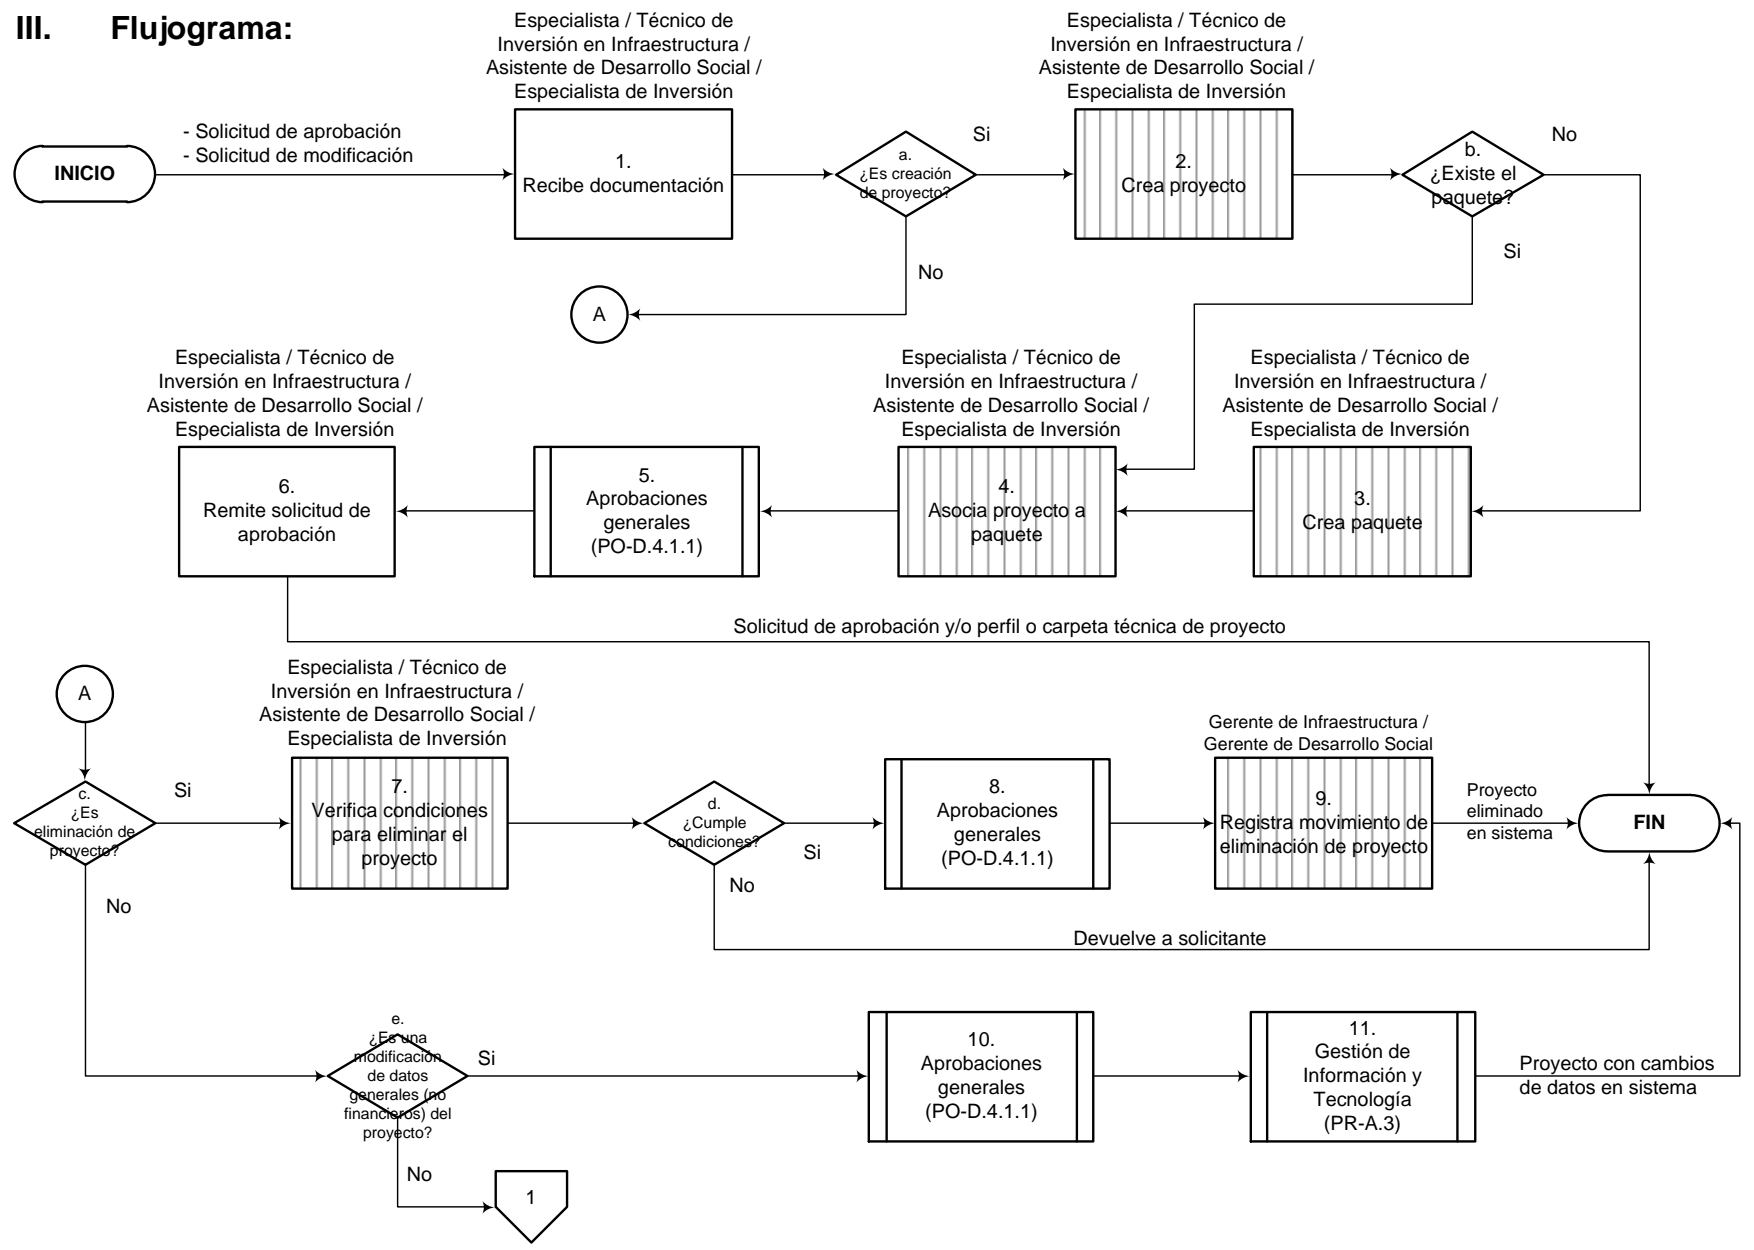 III. Flujograma:
Especialista / Técnico de
Inversión en Infraestructura /
Asistente de Desarrollo Social /
Especialista de Inversión
Especialista / Técnico de
Inversión en Infraestructura /
Asistente de Desarrollo Social /
Especialista de Inversión
INICIO
- Solicitud de aprobación
- Solicitud de modificación
1.
Recibe documentación
a.
¿Es creación
de proyecto?
Si
No
2.
Crea proyecto
b.
¿Existe el
paquete?
No
Si
A
Especialista / Técnico de
Inversión en Infraestructura /
Asistente de Desarrollo Social /
Especialista de Inversión
6.
Remite solicitud de
aprobación
5.
Aprobaciones
generales
(PO-D.4.1.1)
Especialista / Técnico de
Inversión en Infraestructura /
Asistente de Desarrollo Social /
Especialista de Inversión
4.
Asocia proyecto a
paquete
Especialista / Técnico de
Inversión en Infraestructura /
Asistente de Desarrollo Social /
Especialista de Inversión
3.
Crea paquete
Solicitud de aprobación y/o perfil o carpeta técnica de proyecto
A
c.
¿Es
eliminación de
proyecto?
Si
No
Especialista / Técnico de
Inversión en Infraestructura /
Asistente de Desarrollo Social /
Especialista de Inversión
7.
Verifica condiciones
para eliminar el
proyecto
d.
¿Cumple
condiciones?
Si
No
8.
Aprobaciones
generales
(PO-D.4.1.1)
Gerente de Infraestructura /
Gerente de Desarrollo Social
9.
Registra movimiento de
eliminación de proyecto
Proyecto
eliminado
en sistema
FIN
Devuelve a solicitante
e.
¿Es una
modificación
de datos
generales (no
financieros) del
proyecto?
Si
No
10.
Aprobaciones
generales
(PO-D.4.1.1)
11.
Gestión de
Información y
Tecnología
(PR-A.3)
Proyecto con cambios
de datos en sistema
1